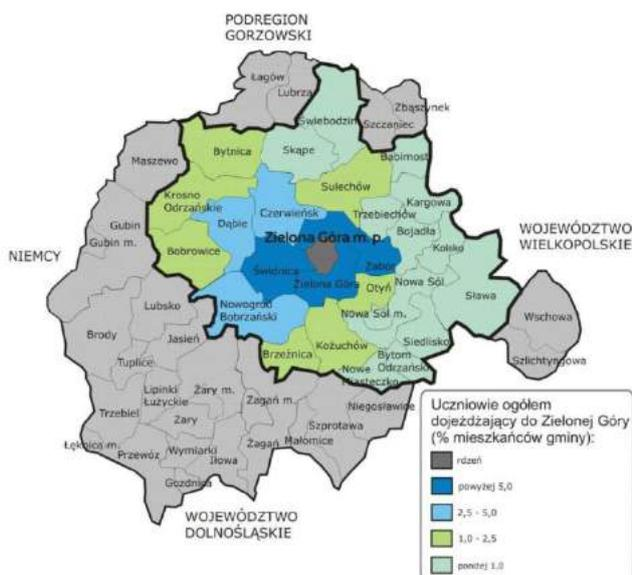 PODREGION
GORZOWSKI
Łagów
Lubrza
Zbąszynek
Szczaniec
Świebodzin
Bytnica
Skąpe
Babimost
Maszewo
Sulechów
Kargowa
Krosno
Odrzańskie
Czerwieńsk
Trzebiechów
Bojadła
Dąbie
Gubin
Gubin m.
Zielona Góra m. p.
Kolsko
WOJEWÓDZTWO
WIELKOPOLSKIE
Bobrowice
NIEMCY
Świdnica
Zabór
Zielona Góra
Otyń
Nowa Sól
Sława
Nowogród
Bobrzański
Lubsko
Nowa Sól m.
Wschowa
Brody
Jasień
Siedlisko
Kożuchów
Brzeźnica
Bytom
Odrzański
Szlichtyngowa
Tuplice
Nowe
Miasteczko
Lipinki
Łużyckie
Żary m.
Żagań m.
Niegosławice
Trzebiel
Żary
Szprotawa
Łęknica m.
Przewóz
Wymiarki
Żagań
Małomice
Iłowa
Gozdnica
WOJEWÓDZTWO
DOLNOŚLĄSKIE
Uczniowie ogółem
dojeżdżający do Zielonej Góry
(% mieszkańców gminy):
rdzeń
powyżej 5,0
2,5 - 5,0
1,0 - 2,5
poniżej 1,0